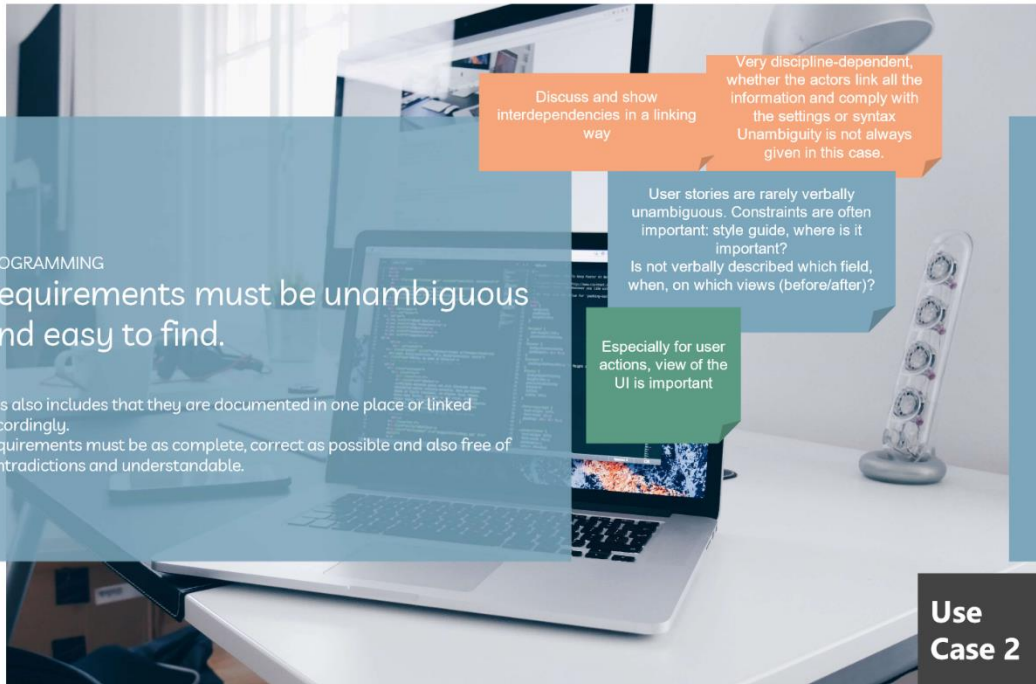 OGRAMMING
equirements must be unambiguous
nd easy to find.
s also includes that they are documented in one place or linked
cordingly.
quirements must be as complete, correct as possible and also free of
ntradictions and understandable.
Discuss and show
interdependencies in a linking
way
Very discipline-dependent,
whether the actors link all the
information and comply with
the settings or syntax
Unambiguity is not always
given in this case.
User stories are rarely verbally
unambiguous. Constraints are often
important: style guide, where is it
important?
Is not verbally described which field,
when, on which views (before/after)?
Especially for user
actions, view of the
UI is important
Use
Case 2